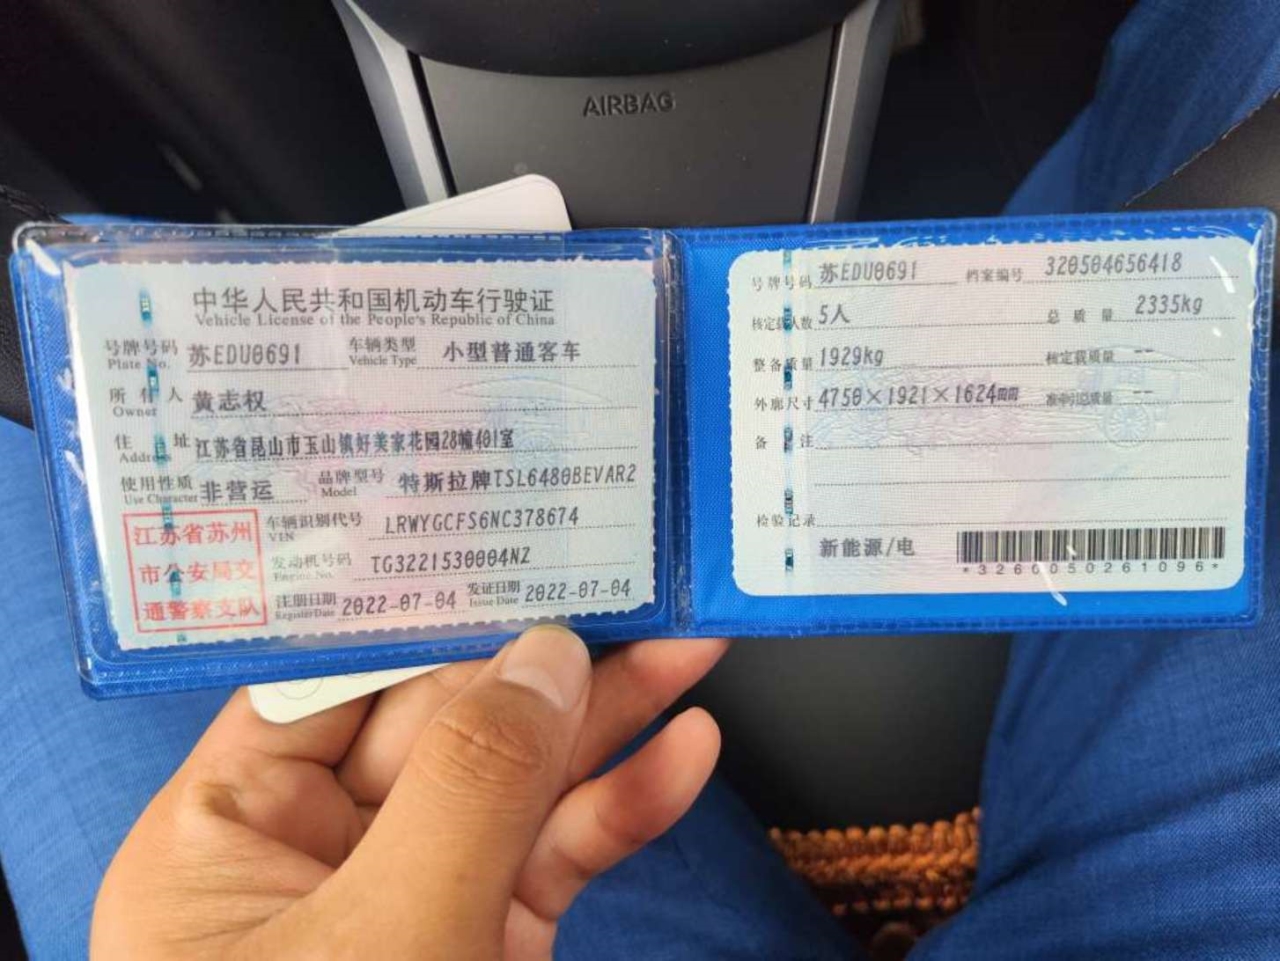 AIRBAG
中华人民共和国机动车行驶证
Vehicle License of the People's Republic of China
号牌号码 苏EDU0691 车辆类型 小型普通客车
Plate No. Vehicle Type
所有人 黄志权
Owner
住址 江苏省昆山市玉山镇好美家花园28幢401室
Address
使用性质 非营运 品牌型号 特斯拉牌TSL6480BEVAR2
Use Character Model
江苏省苏州
市公安局交
通警察支队
车辆识别代号 LRWYGCFS6NC378674
VIN
发动机号码 TG3221530004NZ
Engine No.
注册日期 2022-07-04 发证日期 2022-07-04
Register Date Issue Date
号牌号码 苏EDU0691 档案编号 320504656418
核定载人数 5人 总质量 2335kg
整备质量 1929kg 核定载质量 --
外廓尺寸 4750×1921×1624mm 准牵引总质量 --
备注
检验记录
新能源/电
*3260050261096*